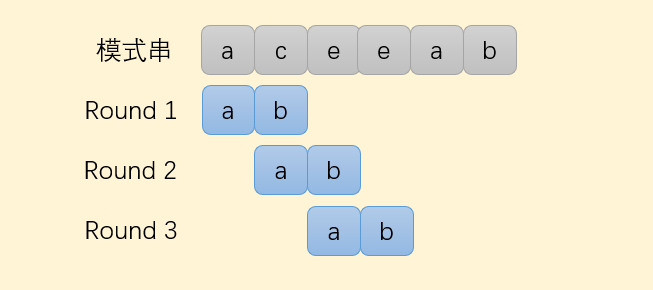 模式串 a c e e a b
Round 1 a b
Round 2 a b
Round 3 a b